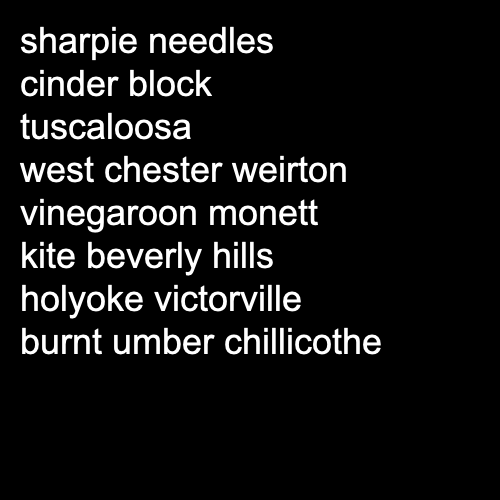 sharpie needles
cinder block
tuscaloosa
west chester weirton
vinegaroon monett
kite beverly hills
holyoke victorville
burnt umber chillicothe